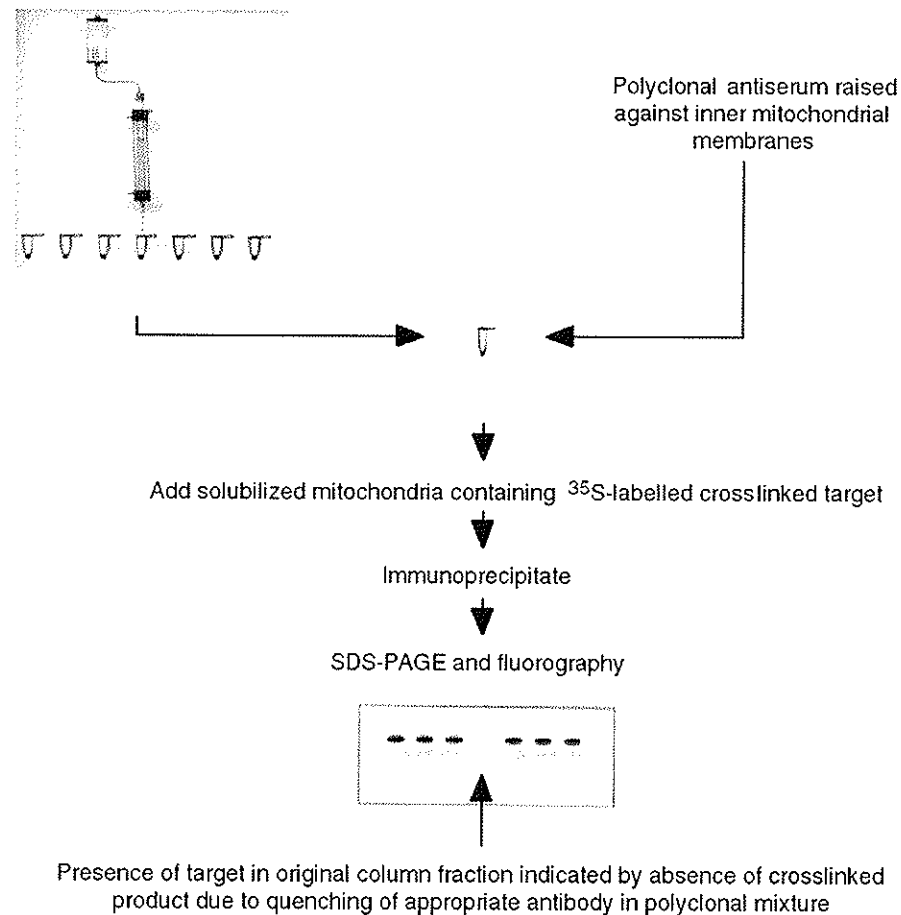 Polyclonal antiserum raised
against inner mitochondrial
membranes
Add solubilized mitochondria containing ³⁵S-labelled crosslinked target
Immunoprecipitate
SDS-PAGE and fluorography
Presence of target in original column fraction indicated by absence of crosslinked
product due to quenching of appropriate antibody in polyclonal mixture